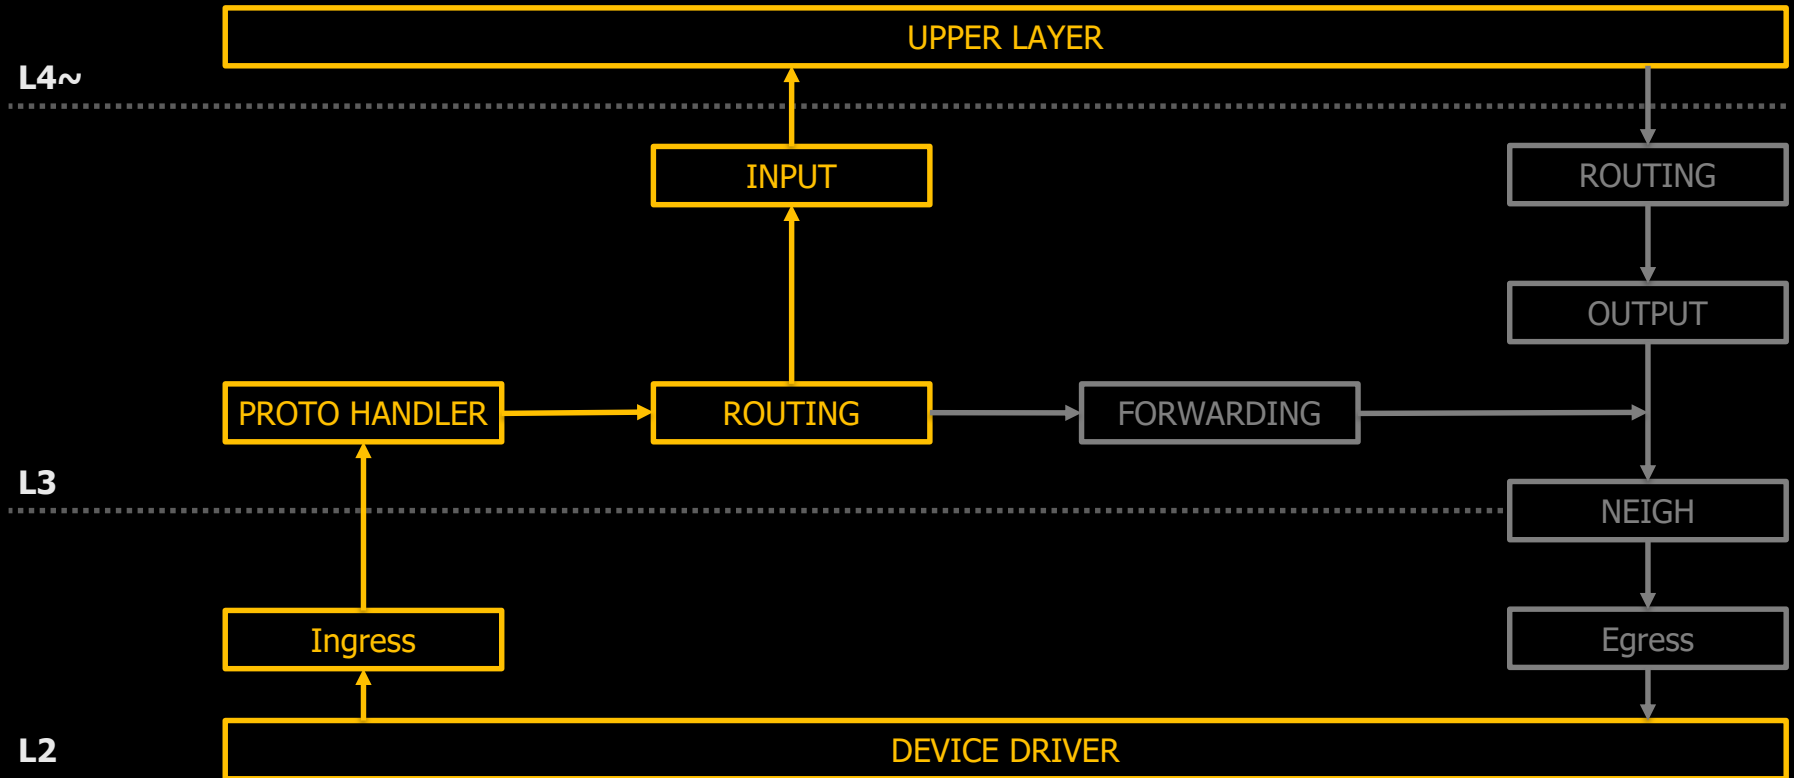 UPPER LAYER
L4~
INPUT
ROUTING
OUTPUT
PROTO HANDLER
ROUTING
FORWARDING
L3
NEIGH
Ingress
Egress
L2
DEVICE DRIVER